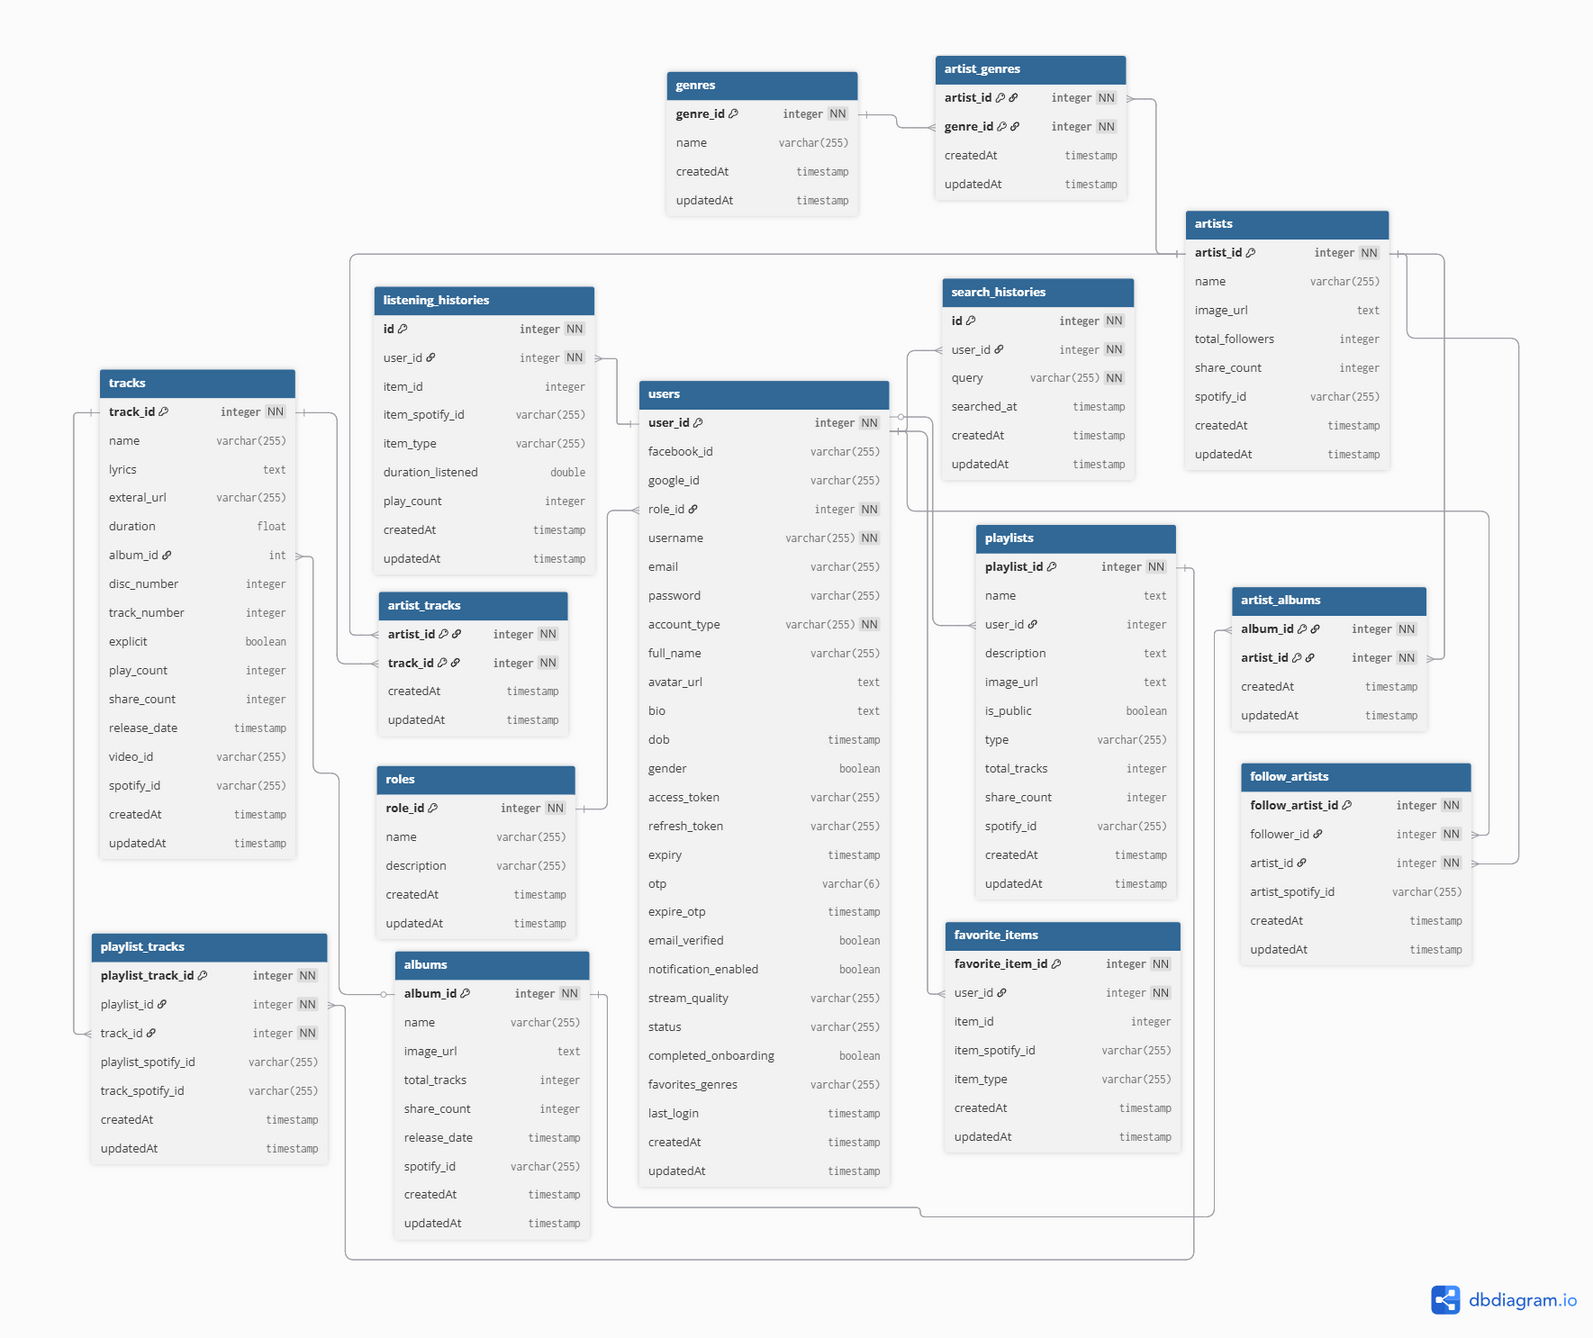 genres
genre_id integer NN
name varchar(255)
createdAt timestamp
updatedAt timestamp
artist_genres
artist_id integer NN
genre_id integer NN
createdAt timestamp
updatedAt timestamp
artists
artist_id integer NN
name varchar(255)
image_url text
total_followers integer
share_count integer
spotify_id varchar(255)
createdAt timestamp
updatedAt timestamp
listening_histories
id integer NN
user_id integer NN
item_id integer
item_spotify_id varchar(255)
item_type varchar(255)
duration_listened double
play_count integer
createdAt timestamp
updatedAt timestamp
search_histories
id integer NN
user_id integer NN
query varchar(255) NN
searched_at timestamp
createdAt timestamp
updatedAt timestamp
tracks
track_id integer NN
name varchar(255)
lyrics text
exteral_url varchar(255)
duration float
album_id int
disc_number integer
track_number integer
explicit boolean
play_count integer
share_count integer
release_date timestamp
video_id varchar(255)
spotify_id varchar(255)
createdAt timestamp
updatedAt timestamp
users
user_id integer NN
facebook_id varchar(255)
google_id varchar(255)
role_id integer NN
username varchar(255) NN
email varchar(255)
password varchar(255)
account_type varchar(255) NN
full_name varchar(255)
avatar_url text
bio text
dob timestamp
gender boolean
access_token varchar(255)
refresh_token varchar(255)
expiry timestamp
otp varchar(6)
expire_otp timestamp
email_verified boolean
notification_enabled boolean
stream_quality varchar(255)
status varchar(255)
completed_onboarding boolean
favorites_genres varchar(255)
last_login timestamp
createdAt timestamp
updatedAt timestamp
playlists
playlist_id integer NN
name text
user_id integer
description text
image_url text
is_public boolean
type varchar(255)
total_tracks integer
share_count integer
spotify_id varchar(255)
createdAt timestamp
updatedAt timestamp
artist_albums
album_id integer NN
artist_id integer NN
createdAt timestamp
updatedAt timestamp
artist_tracks
artist_id integer NN
track_id integer NN
createdAt timestamp
updatedAt timestamp
roles
role_id integer NN
name varchar(255)
description varchar(255)
createdAt timestamp
updatedAt timestamp
follow_artists
follow_artist_id integer NN
follower_id integer NN
artist_id integer NN
artist_spotify_id varchar(255)
createdAt timestamp
updatedAt timestamp
playlist_tracks
playlist_track_id integer NN
playlist_id integer NN
track_id integer NN
playlist_spotify_id varchar(255)
track_spotify_id varchar(255)
createdAt timestamp
updatedAt timestamp
albums
album_id integer NN
name varchar(255)
image_url text
total_tracks integer
share_count integer
release_date timestamp
spotify_id varchar(255)
createdAt timestamp
updatedAt timestamp
favorite_items
favorite_item_id integer NN
user_id integer NN
item_id integer
item_spotify_id varchar(255)
item_type varchar(255)
createdAt timestamp
updatedAt timestamp
dbdiagram.io